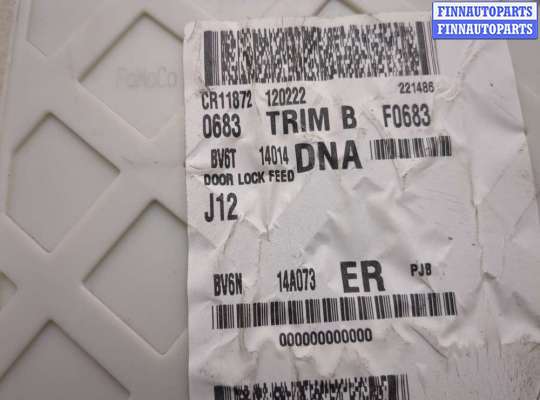 FINNAUTOPARTS
FINNAUTOPARTS
FoMoCo
CR11872 120222 221486
0683 TRIM B F0683
BV6T 14014 DNA
DOOR LOCK FEED
J12
BV6N 14A073 ER PJB
000000000000